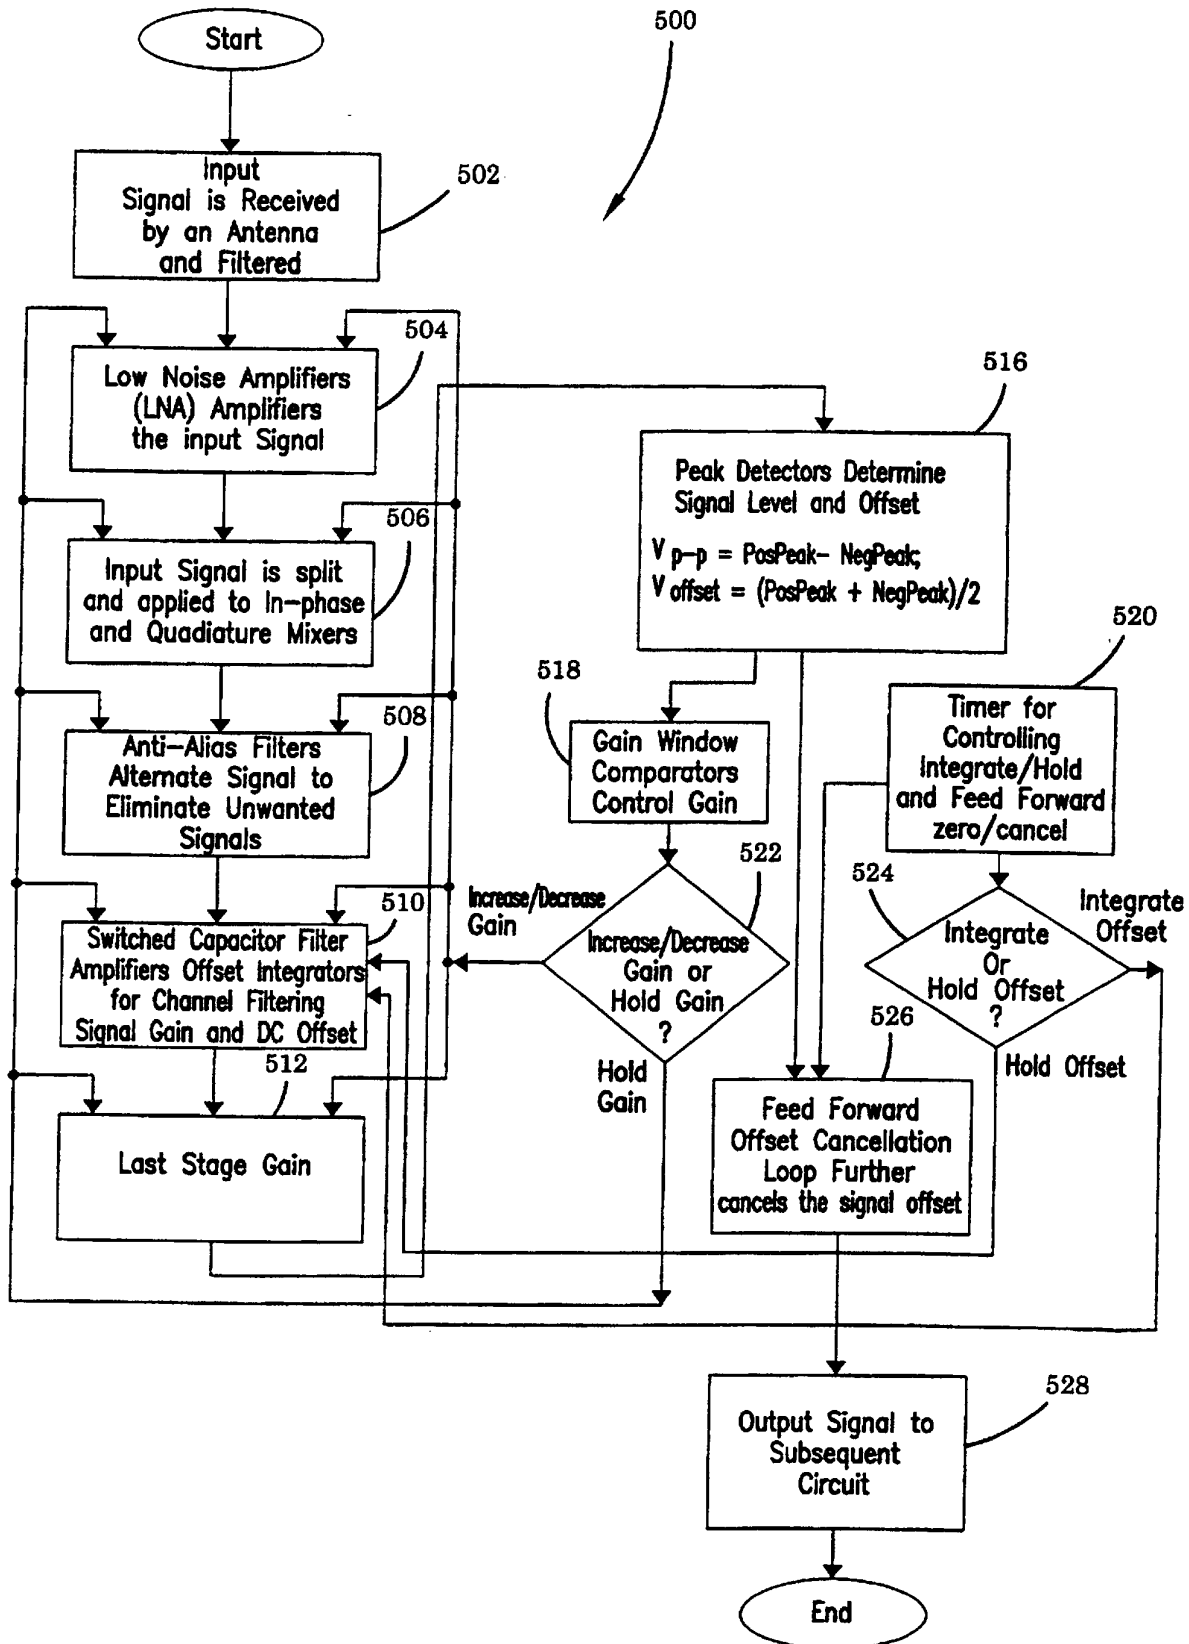 Start
500
Input
Signal is Received
by an Antenna
and Filtered
502
504
Low Noise Amplifiers
(LNA) Amplifiers
the input Signal
506
Input Signal is split
and applied to In-phase
and Quadiature Mixers
508
Anti-Alias Filters
Alternate Signal to
Eliminate Unwanted
Signals
510
Switched Capacitor Filter
Amplifiers Offset Integrators
for Channel Filtering
Signal Gain and DC Offset
512
Last Stage Gain
516
Peak Detectors Determine
Signal Level and Offset
V p-p = PosPeak- NegPeak;
V offset = (PosPeak + NegPeak)/2
518
Gain Window
Comparators
Control Gain
520
Timer for
Controlling
Integrate/Hold
and Feed Forward
zero/cancel
522
Increase/Decrease
Gain
Increase/Decrease
Gain or
Hold Gain
?
Hold
Gain
524
Integrate
Or
Hold Offset
?
Integrate
Offset
Hold Offset
526
Feed Forward
Offset Cancellation
Loop Further
cancels the signal offset
528
Output Signal to
Subsequent
Circuit
End